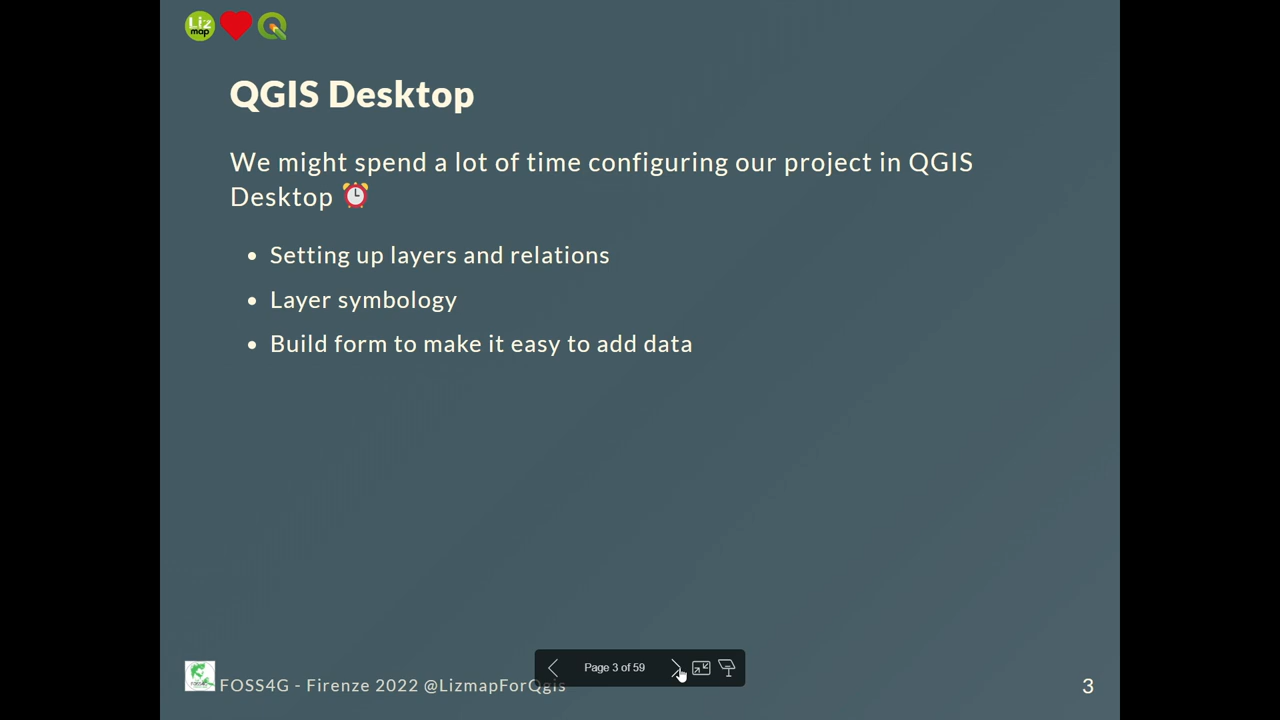 Liz
map
QGIS Desktop
We might spend a lot of time configuring our project in QGIS
Desktop ⏰
• Setting up layers and relations
• Layer symbology
• Build form to make it easy to add data
Page 3 of 59
FOSS4G - Firenze 2022 @LizmapForQgis
3